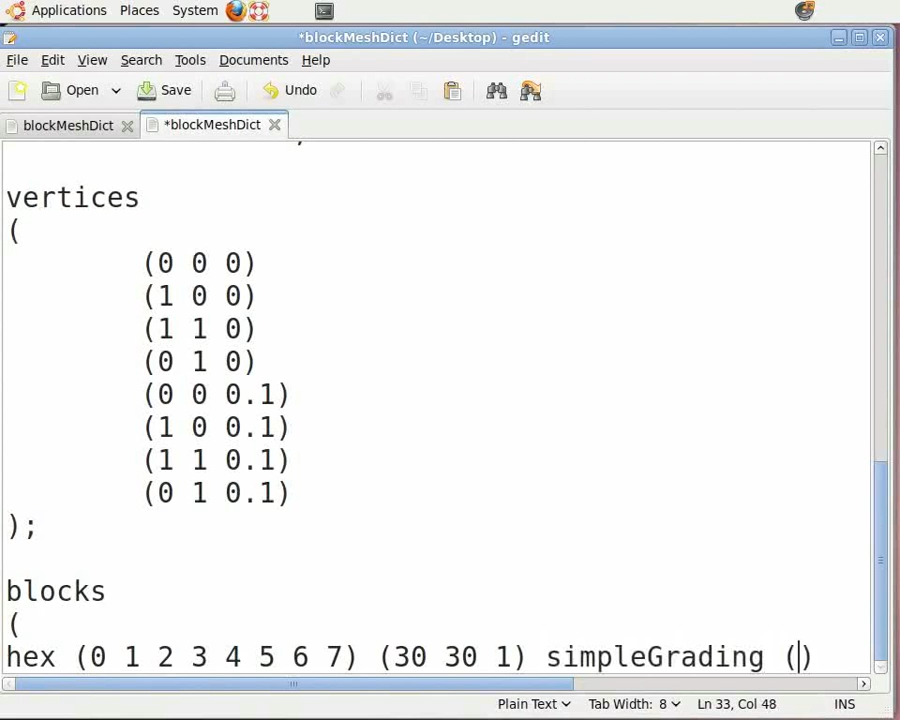 Applications Places System
*blockMeshDict (~/Desktop) - gedit
File Edit View Search Tools Documents Help
Open Save Undo
blockMeshDict *blockMeshDict
vertices
(
(0 0 0)
(1 0 0)
(1 1 0)
(0 1 0)
(0 0 0.1)
(1 0 0.1)
(1 1 0.1)
(0 1 0.1)
);
blocks
(
hex (0 1 2 3 4 5 6 7) (30 30 1) simpleGrading ()
Plain Text Tab Width: 8 Ln 33, Col 48 INS